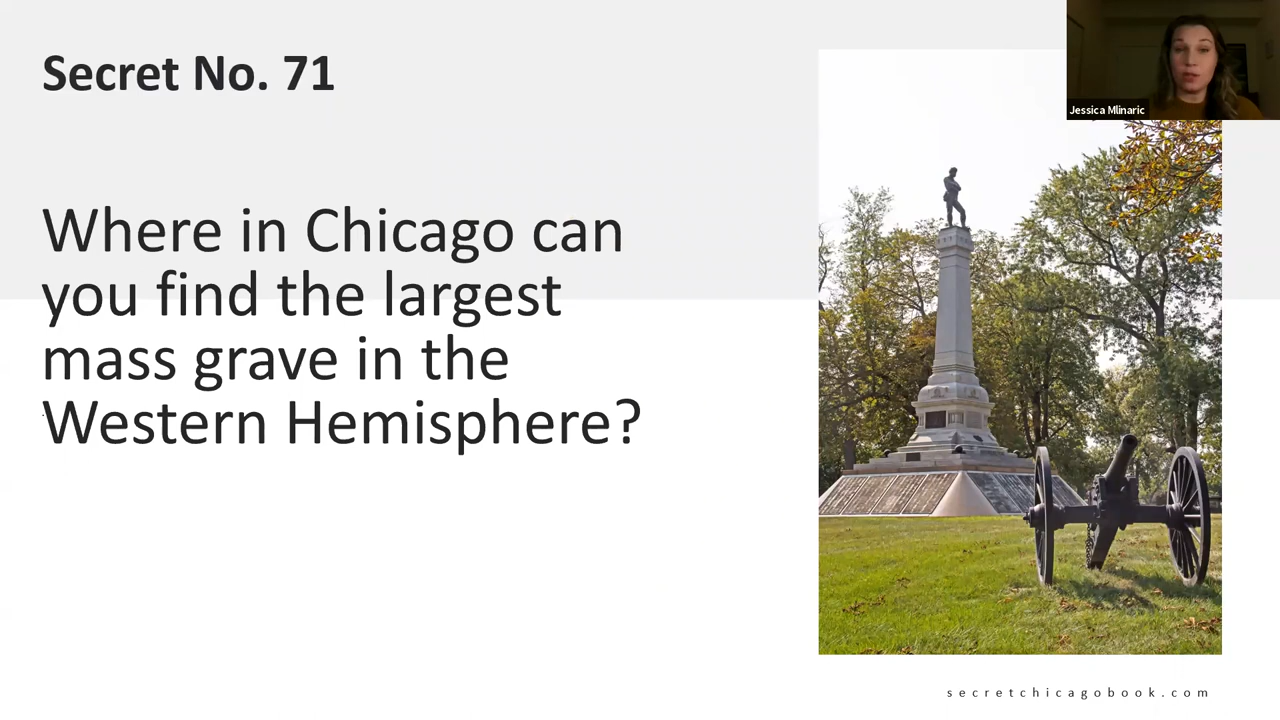 Secret No. 71
Jessica Mlinaric
Where in Chicago can
you find the largest
mass grave in the
Western Hemisphere?
secretchicagobook.com